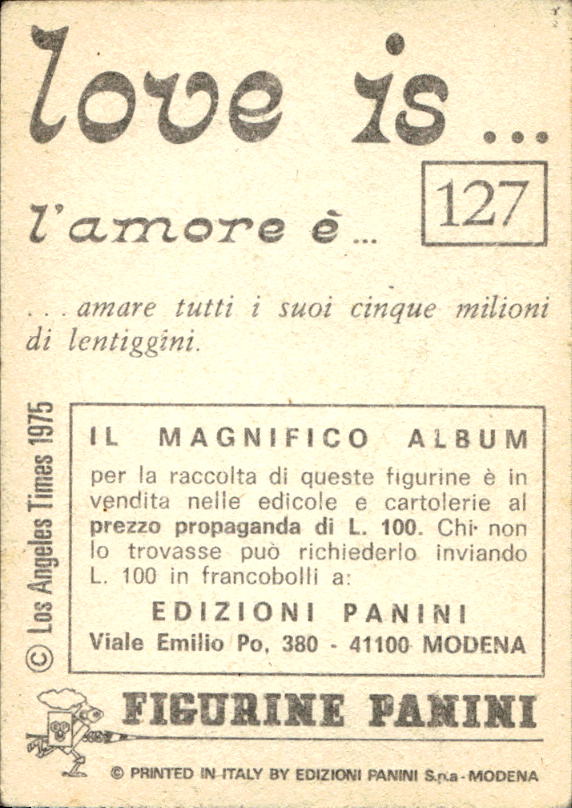 love is...
l'amore è...
127
...amare tutti i suoi cinque milioni
di lentiggini.
© Los Angeles Times 1975
IL MAGNIFICO ALBUM
per la raccolta di queste figurine è in
vendita nelle edicole e cartolerie al
prezzo propaganda di L. 100. Chi non
lo trovasse può richiederlo inviando
L. 100 in francobolli a:
EDIZIONI PANINI
Viale Emilio Po, 380 - 41100 MODENA
FIGURINE PANINI
© PRINTED IN ITALY BY EDIZIONI PANINI S.p.a - MODENA